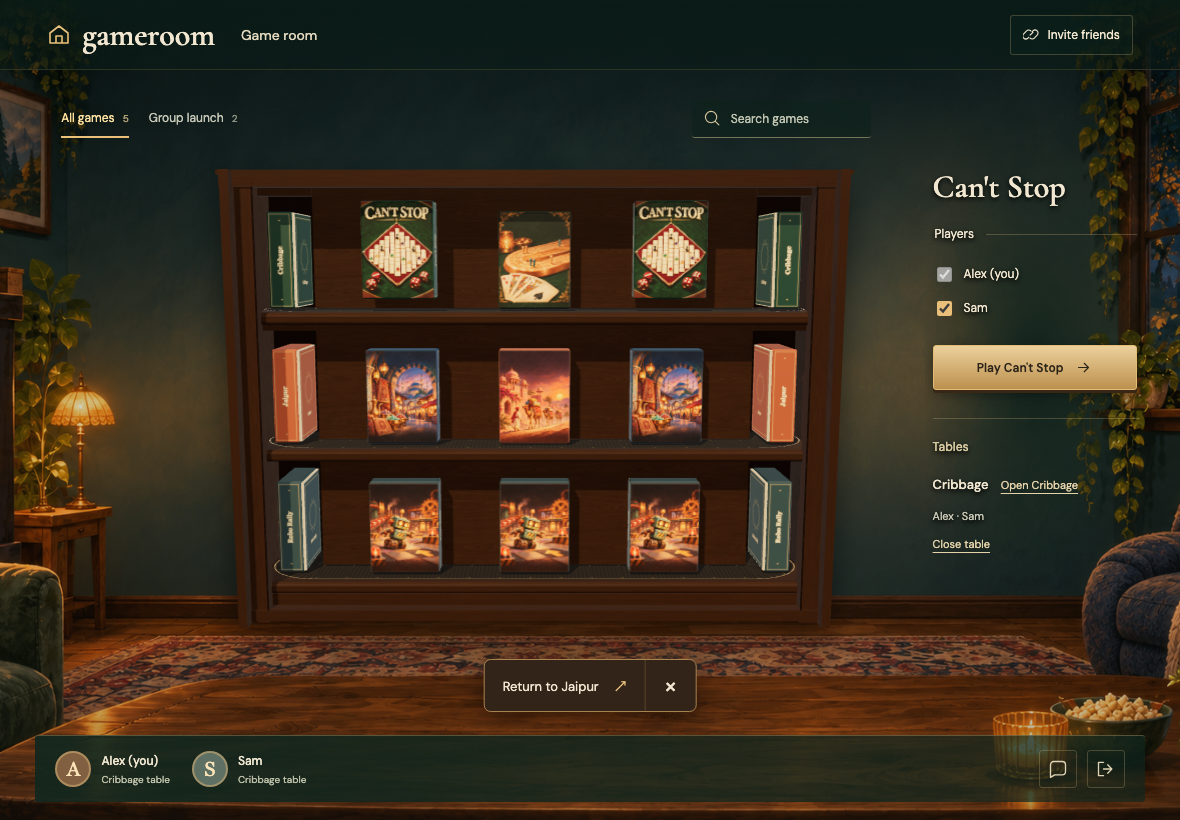 gameroom
Game room
Invite friends
All games 5
Group launch 2
Search games
Can't Stop
Players
Alex (you)
Sam
Play Can't Stop
Tables
Cribbage Open Cribbage
Alex · Sam
Close table
Cribbage
CAN'T STOP
CAN'T STOP
Cribbage
Jaipur
Jaipur
Robo Rally
Robo Rally
Return to Jaipur
A
Alex (you)
Cribbage table
S
Sam
Cribbage table